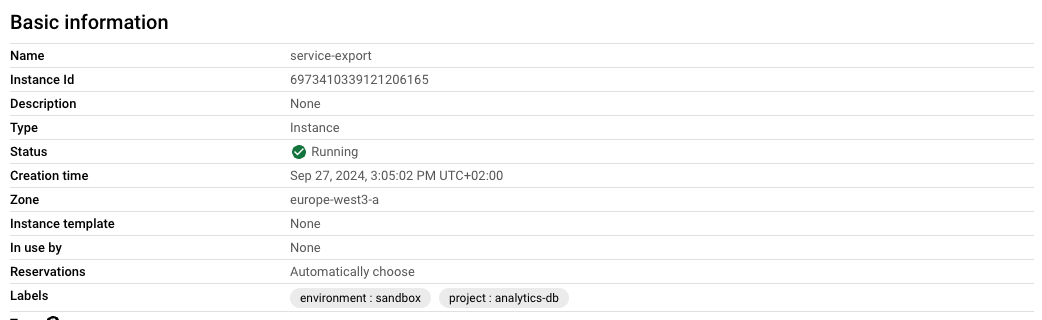 Basic information
Name service-export
Instance Id 6973410339121206165
Description None
Type Instance
Status Running
Creation time Sep 27, 2024, 3:05:02 PM UTC+02:00
Zone europe-west3-a
Instance template None
In use by None
Reservations Automatically choose
Labels environment : sandbox project : analytics-db